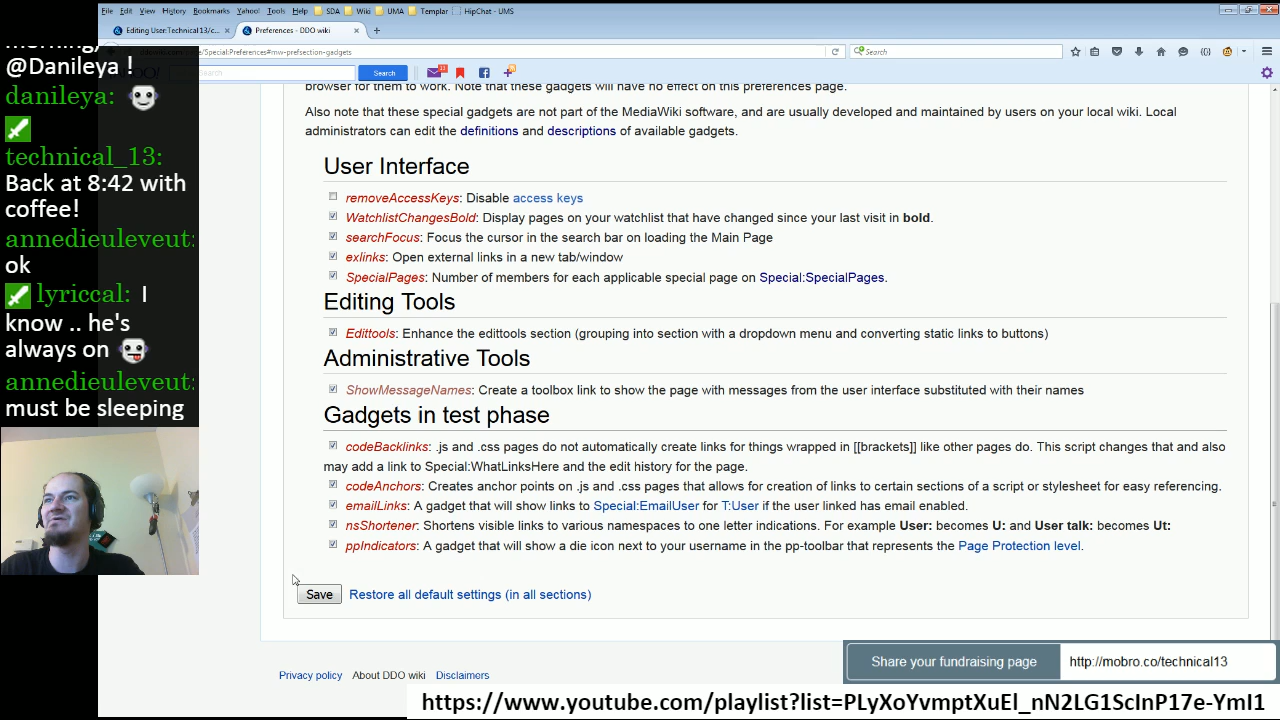 File Edit View History Bookmarks Yahoo! Tools Help SDA Wiki UMA Templar HipChat - UMS
Editing User:Technical 13/c... × Preferences - DDO wiki × +
Special:Preferences#mw-prefsection-gadgets
Search
Search
Search
morning,
@Danileya !
danileya:
technical_13:
Back at 8:42 with
coffee!
annedieuleveut:
ok
lyriccal: I
know .. he's
always on
annedieuleveut:
must be sleeping
browser for them to work. Note that these gadgets will have no effect on this preferences page.
Also note that these special gadgets are not part of the MediaWiki software, and are usually developed and maintained by users on your local wiki. Local
administrators can edit the definitions and descriptions of available gadgets.
User Interface
removeAccessKeys: Disable access keys
WatchlistChangesBold: Display pages on your watchlist that have changed since your last visit in bold.
searchFocus: Focus the cursor in the search bar on loading the Main Page
exlinks: Open external links in a new tab/window
SpecialPages: Number of members for each applicable special page on Special:SpecialPages.
Editing Tools
Edittools: Enhance the edittools section (grouping into section with a dropdown menu and converting static links to buttons)
Administrative Tools
ShowMessageNames: Create a toolbox link to show the page with messages from the user interface substituted with their names
Gadgets in test phase
codeBacklinks: .js and .css pages do not automatically create links for things wrapped in [[brackets]] like other pages do. This script changes that and also
may add a link to Special:WhatLinksHere and the edit history for the page.
codeAnchors: Creates anchor points on .js and .css pages that allows for creation of links to certain sections of a script or stylesheet for easy referencing.
emailLinks: A gadget that will show links to Special:EmailUser for T:User if the user linked has email enabled.
nsShortener: Shortens visible links to various namespaces to one letter indications. For example User: becomes U: and User talk: becomes Ut:
ppIndicators: A gadget that will show a die icon next to your username in the pp-toolbar that represents the Page Protection level.
Save Restore all default settings (in all sections)
Privacy policy About DDO wiki Disclaimers
Share your fundraising page http://mobro.co/technical13
https://www.youtube.com/playlist?list=PLyXoYvmptXuEl_nN2LG1ScInP17e-YmI1